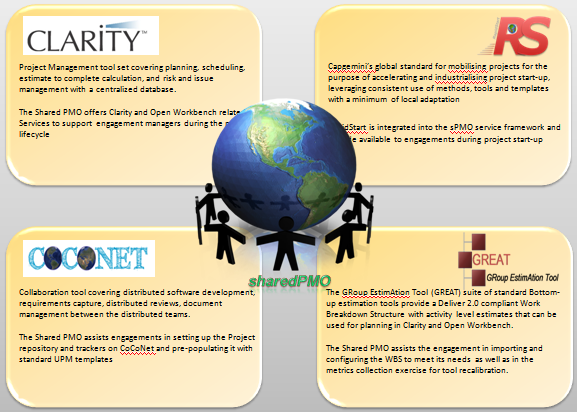 CLARITY™
Project Management tool set covering planning, scheduling,
estimate to complete calculation, and risk and issue
management with a centralized database.
The Shared PMO offers Clarity and Open Workbench relate
Services to support engagement managers during the
lifecycle
RS
Capgemini's global standard for mobilising projects for the
purpose of accelerating and industrialising project start-up,
leveraging consistent use of methods, tools and templates
with a minimum of local adaptation
idStart is integrated into the sPMO service framework and
available to engagements during project start-up
COCONET
Collaboration tool covering distributed software development,
requirements capture, distributed reviews, document
management between the distributed teams.
The Shared PMO assists engagements in setting up the Project
repository and trackers on CoCoNet and pre-populating it with
standard UPM templates
sharedPMO
GREAT
GRoup EstimAtion Tool
The GRoup EstimAtion Tool (GREAT) suite of standard Bottom-
up estimation tools provide a Deliver 2.0 compliant Work
Breakdown Structure with activity level estimates that can be
used for planning in Clarity and Open Workbench.
The Shared PMO assists the engagement in importing and
configuring the WBS to meet its needs as well as in the
metrics collection exercise for tool recalibration.